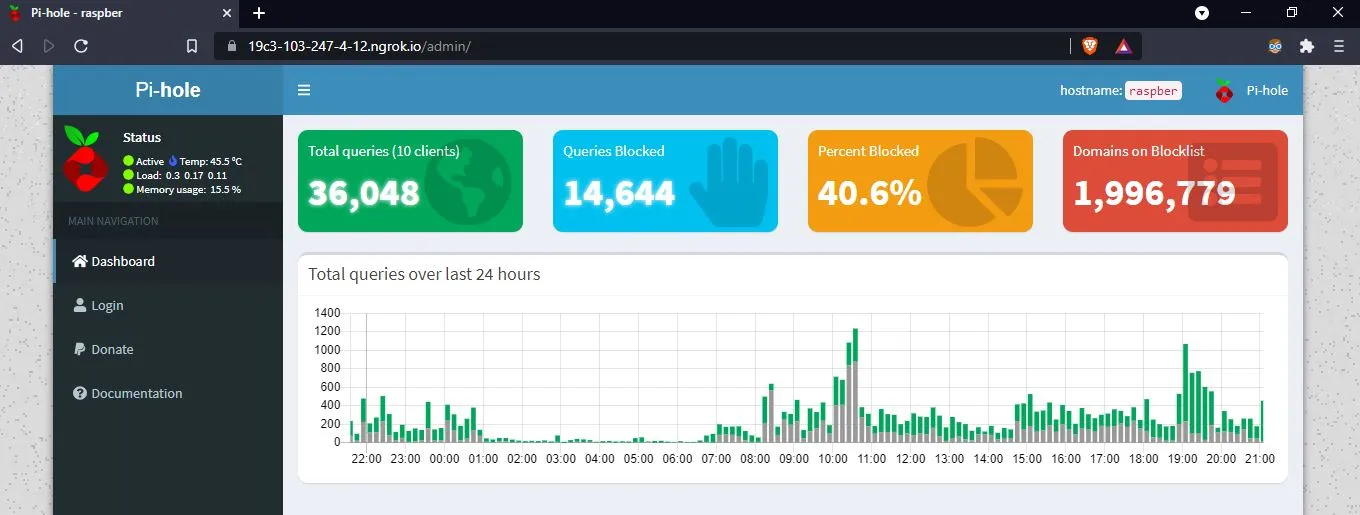 Pi-hole - raspber
19c3-103-247-4-12.ngrok.io/admin/
Pi-hole
hostname: raspber
Pi-hole
Status
Active Temp: 45.5 °C
Load: 0.3 0.17 0.11
Memory usage: 15.5 %
MAIN NAVIGATION
Dashboard
Login
Donate
Documentation
Total queries (10 clients)
36,048
Queries Blocked
14,644
Percent Blocked
40.6%
Domains on Blocklist
1,996,779
Total queries over last 24 hours
1400
1200
1000
800
600
400
200
0
22:00 23:00 00:00 01:00 02:00 03:00 04:00 05:00 06:00 07:00 08:00 09:00 10:00 11:00 12:00 13:00 14:00 15:00 16:00 17:00 18:00 19:00 20:00 21:00